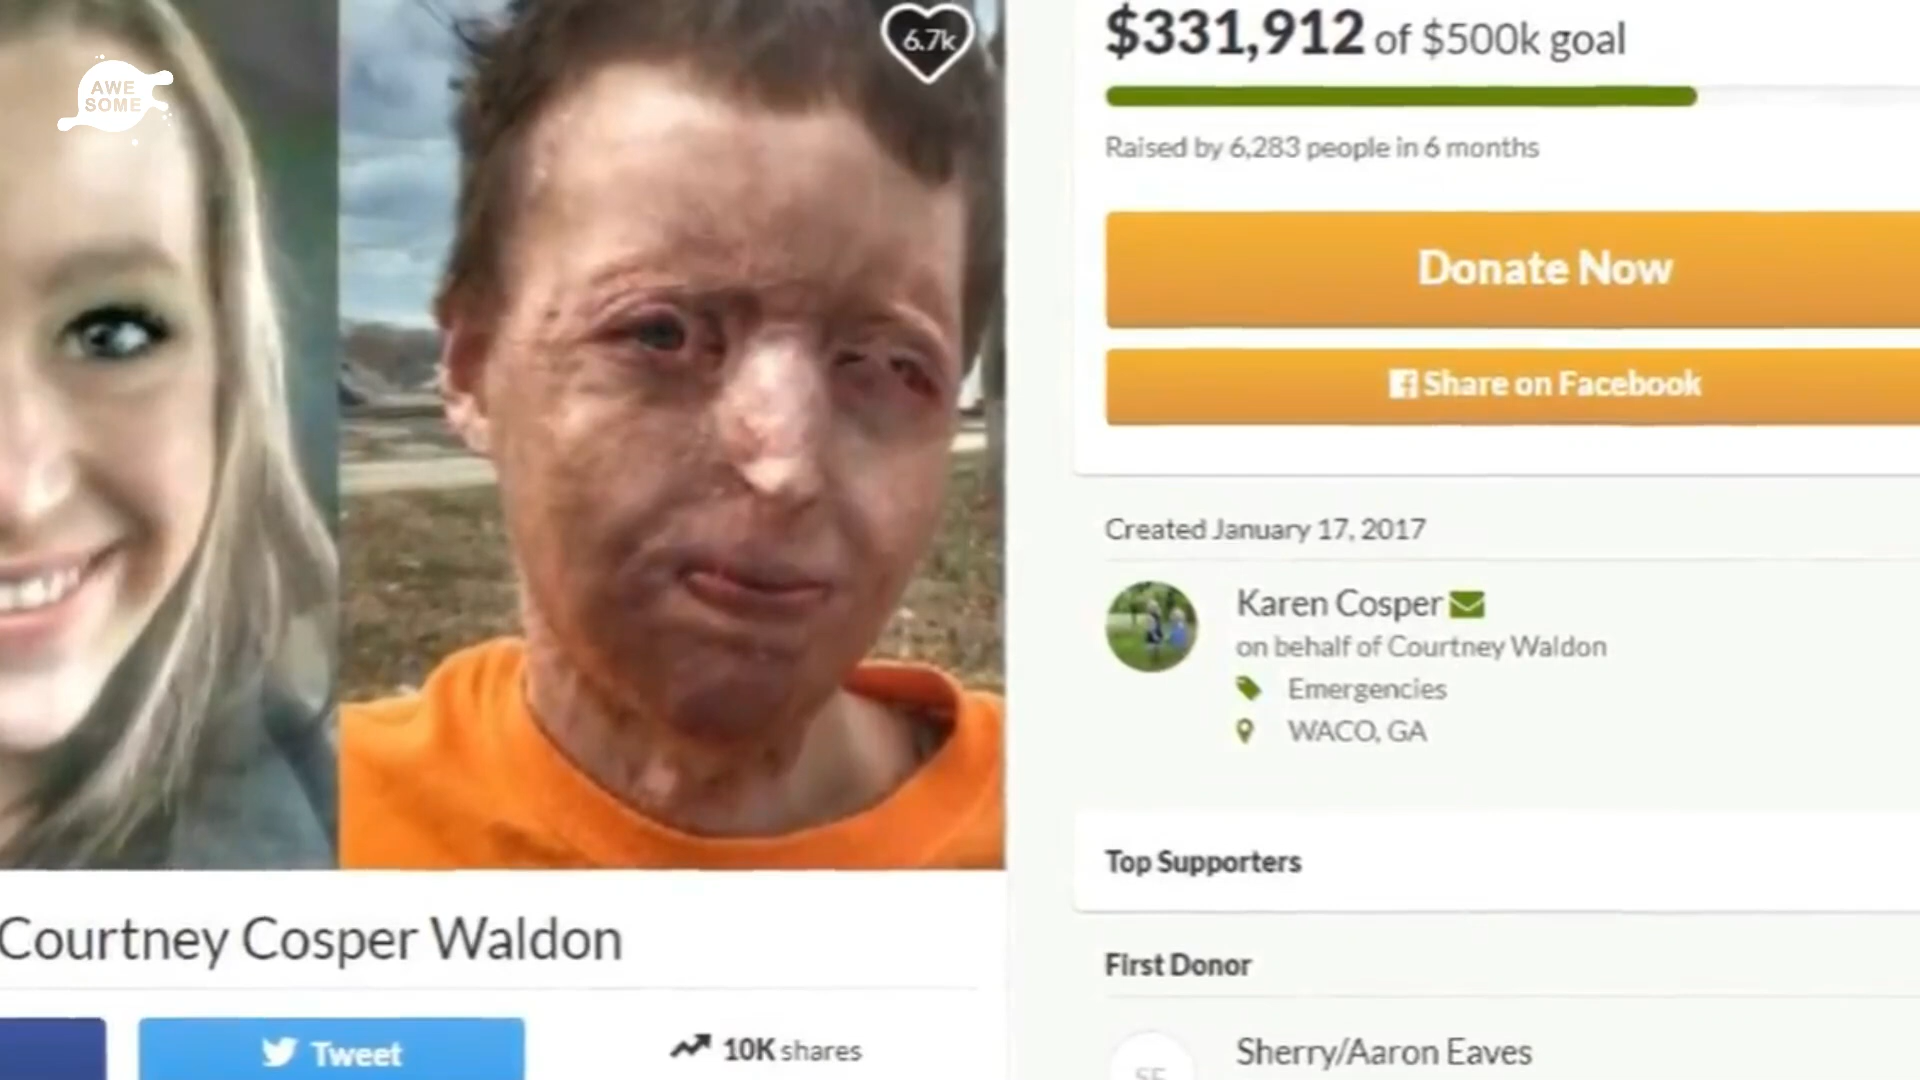 AWE
SOME
6.7k
$331,912 of $500k goal
Raised by 6,283 people in 6 months
Donate Now
Share on Facebook
Created January 17, 2017
Karen Cosper
on behalf of Courtney Waldon
Emergencies
WACO, GA
Top Supporters
First Donor
Sherry/Aaron Eaves
SE
Courtney Cosper Waldon
Tweet
10K shares